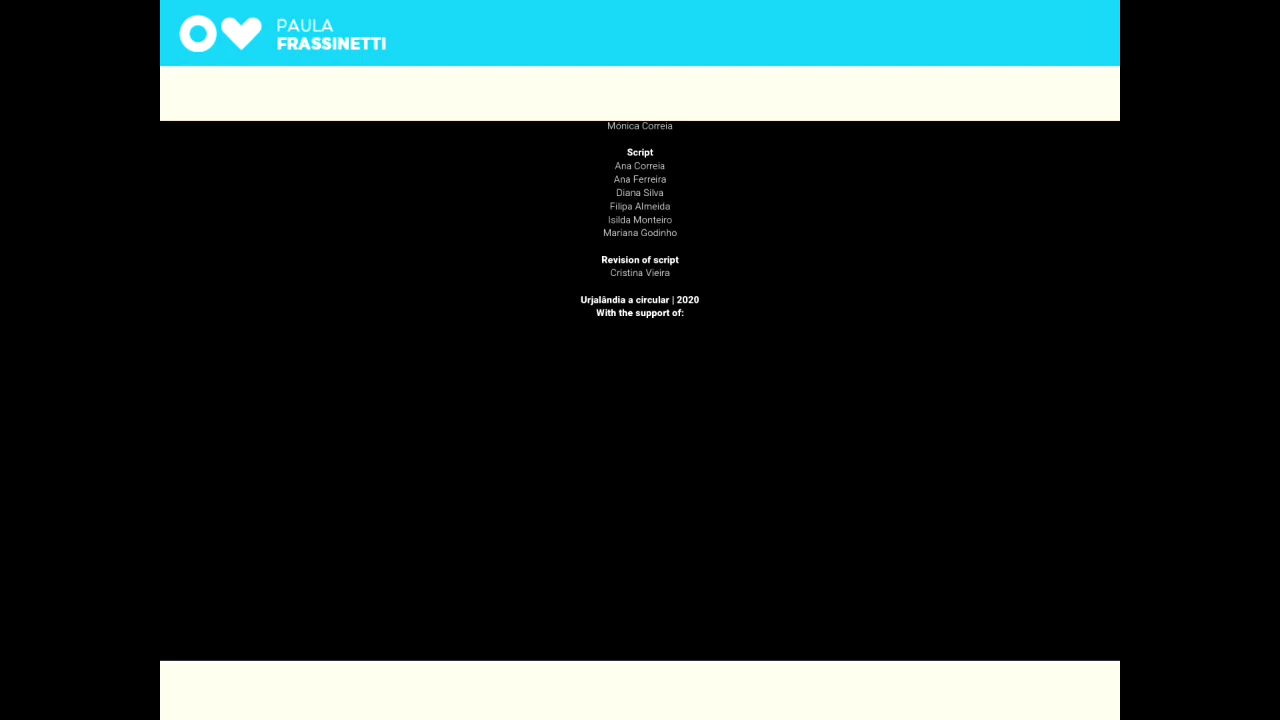 PAULA
FRASSINETTI
Mónica Correia
Script
Ana Correia
Ana Ferreira
Diana Silva
Filipa Almeida
Isilda Monteiro
Mariana Godinho
Revision of script
Cristina Vieira
Urjalândia a circular | 2020
With the support of: